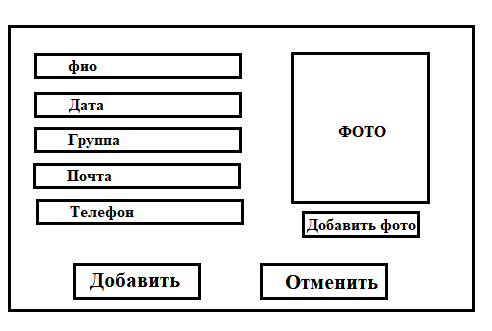 фио
Дата
Группа
Почта
Телефон
ФОТО
Добавить фото
Добавить
Отменить